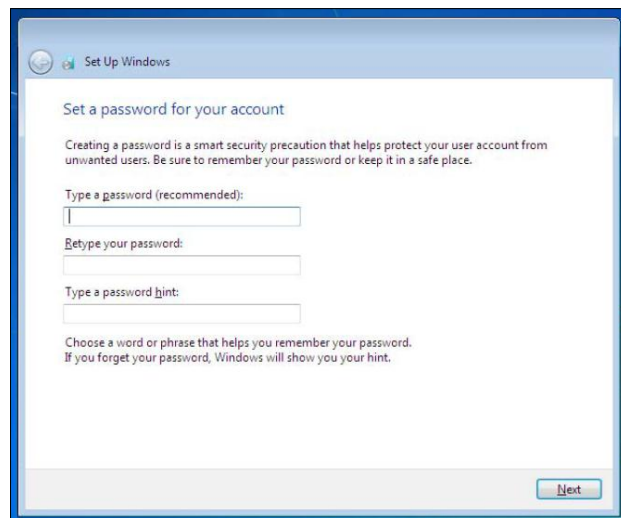 Set Up Windows
Set a password for your account
Creating a password is a smart security precaution that helps protect your user account from
unwanted users. Be sure to remember your password or keep it in a safe place.
Type a password (recommended):
Retype your password:
Type a password hint:
Choose a word or phrase that helps you remember your password.
If you forget your password, Windows will show you your hint.
Next